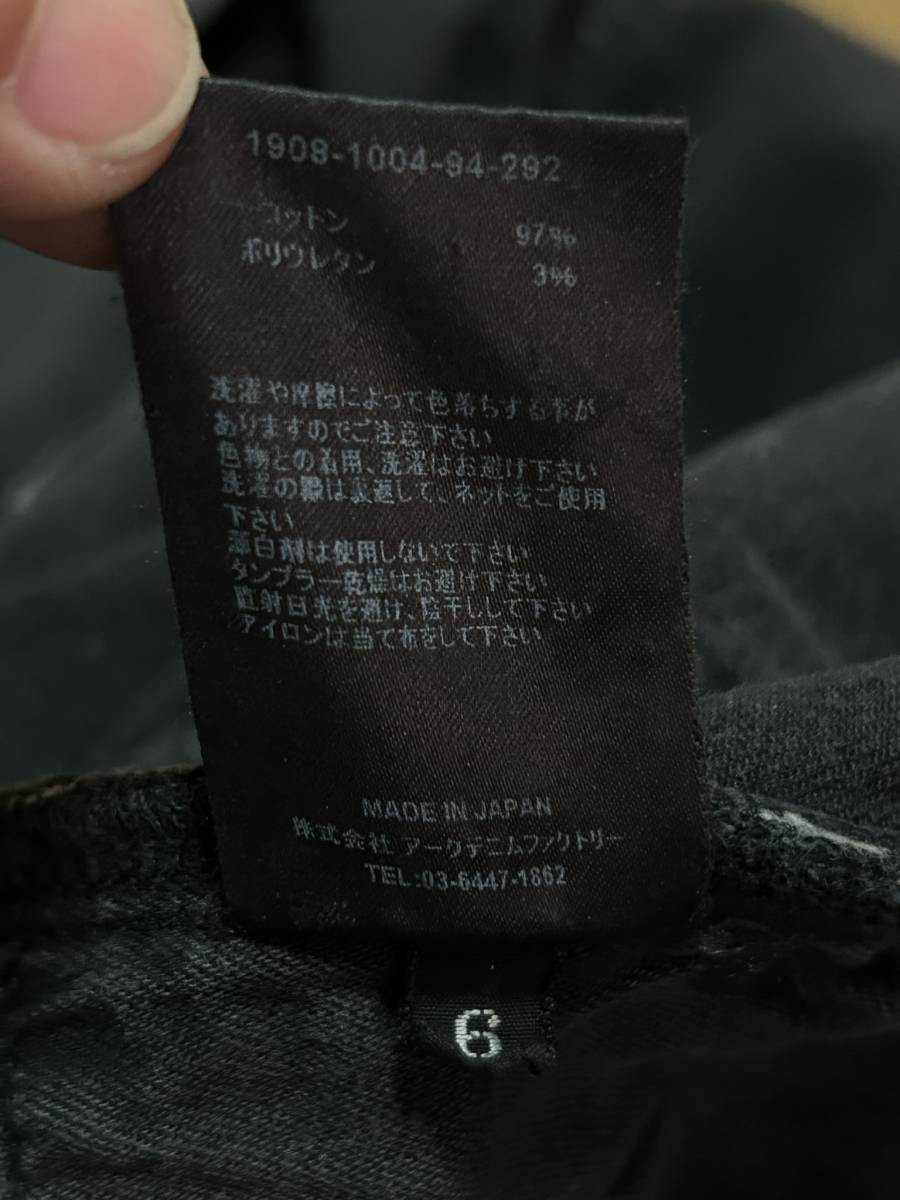 1908-1004-94-292
コットン 97%
ポリウレタン 3%
洗濯や摩擦によって色落ちする事が
ありますのでご注意下さい
色物との着用、洗濯はお避け下さい
洗濯の際は裏返して、ネットをご使用
下さい
漂白剤は使用しないで下さい
タンブラー乾燥はお避け下さい
直射日光を避け、陰干しして下さい
アイロンは当て布をして下さい
MADE IN JAPAN
株式会社 アークデニムファクトリー
TEL:03-6447-1862
6